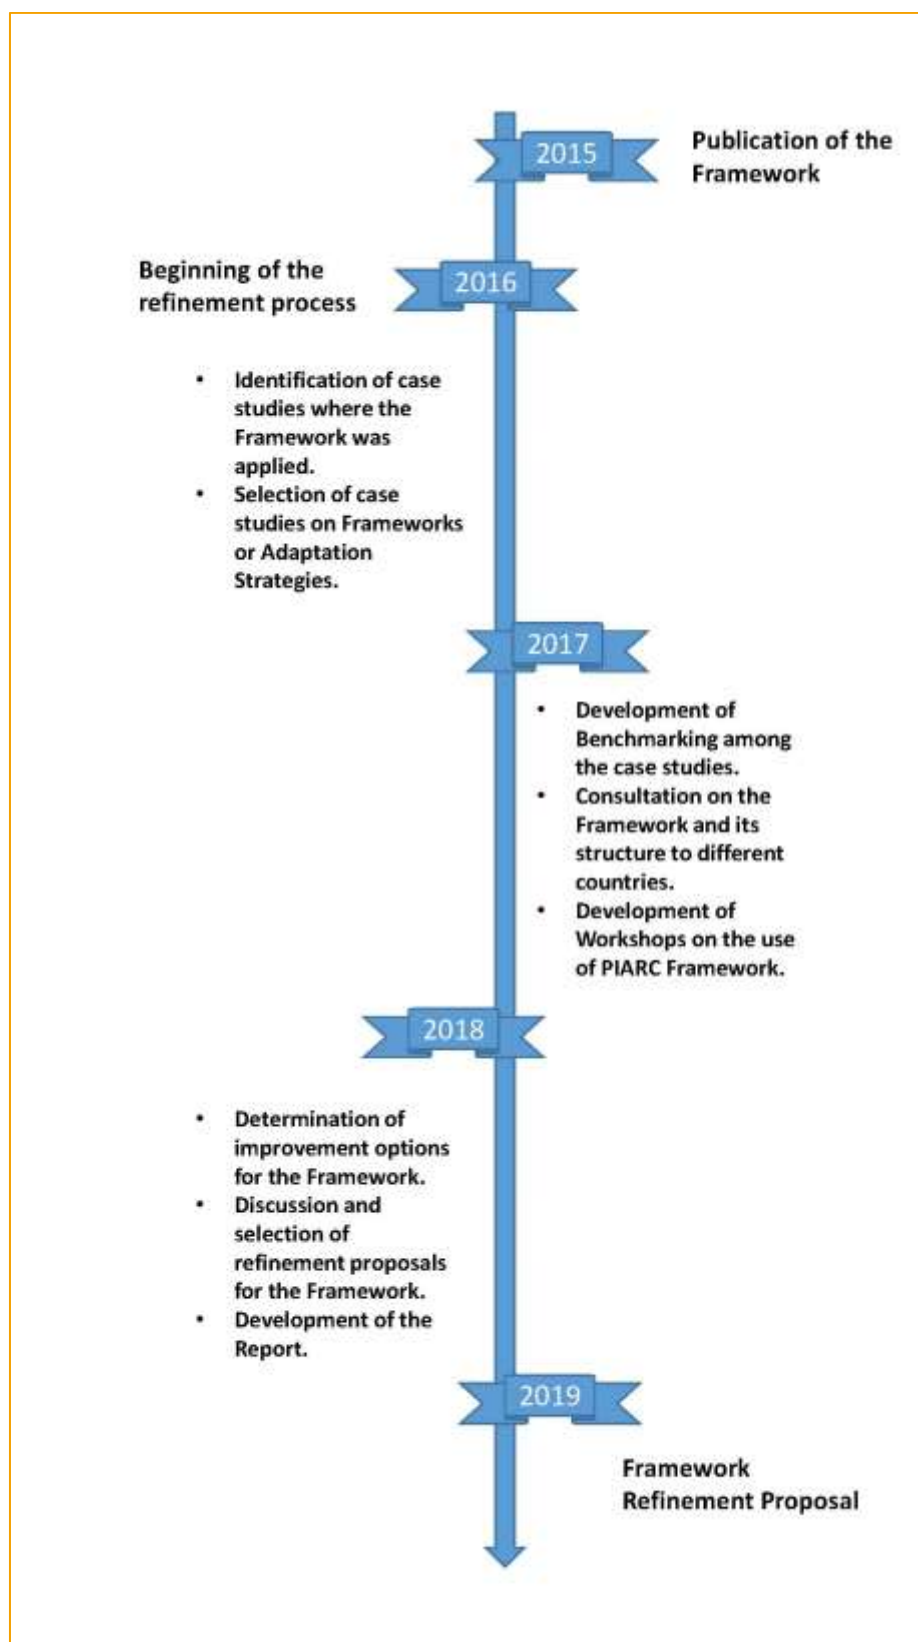 2015
Publication of the
Framework
2016
Beginning of the
refinement process
• Identification of case
studies where the
Framework was
applied.
• Selection of case
studies on Frameworks
or Adaptation
Strategies.
2017
• Development of
Benchmarking among
the case studies.
• Consultation on the
Framework and its
structure to different
countries.
• Development of
Workshops on the use
of PIARC Framework.
2018
• Determination of
improvement options
for the Framework.
• Discussion and
selection of
refinement proposals
for the Framework.
• Development of the
Report.
2019
Framework
Refinement Proposal